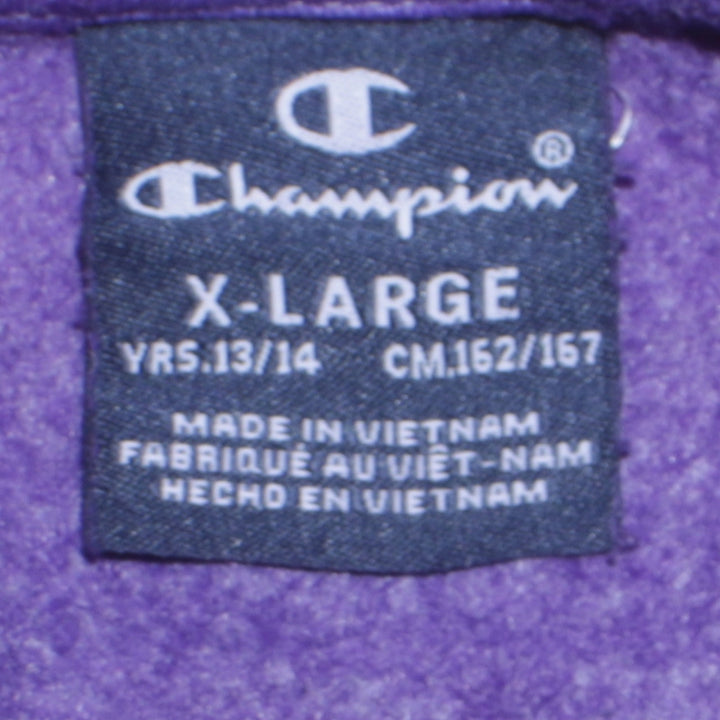 Champion®
X-LARGE
YRS.13/14 CM.162/167
MADE IN VIETNAM
FABRIQUÉ AU VIÊT-NAM
HECHO EN VIETNAM